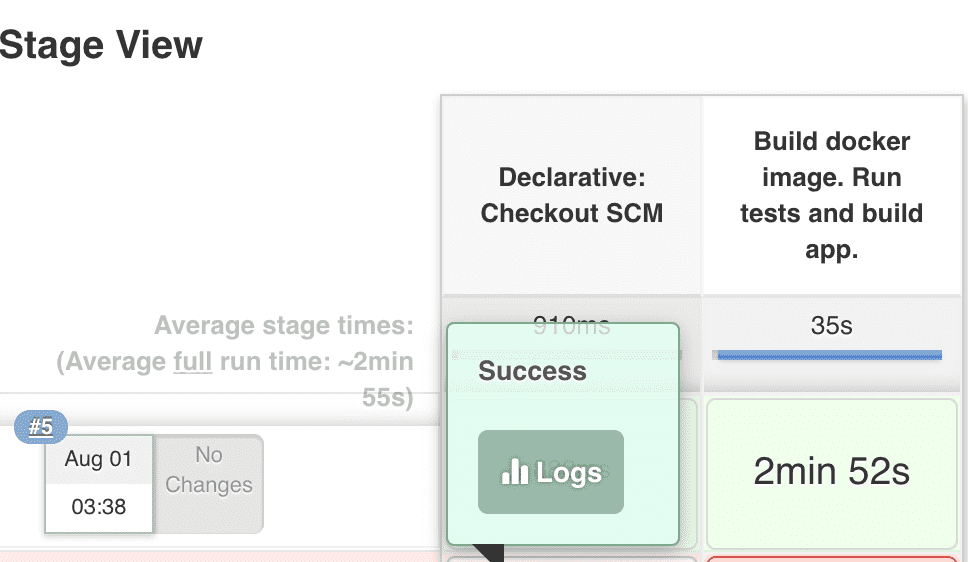 Stage View
Declarative:
Checkout SCM
Build docker
image. Run
tests and build
app.
Average stage times:
(Average full run time: ~2min
55s)
910ms
35s
Success
Logs
#5
Aug 01
03:38
No
Changes
2min 52s